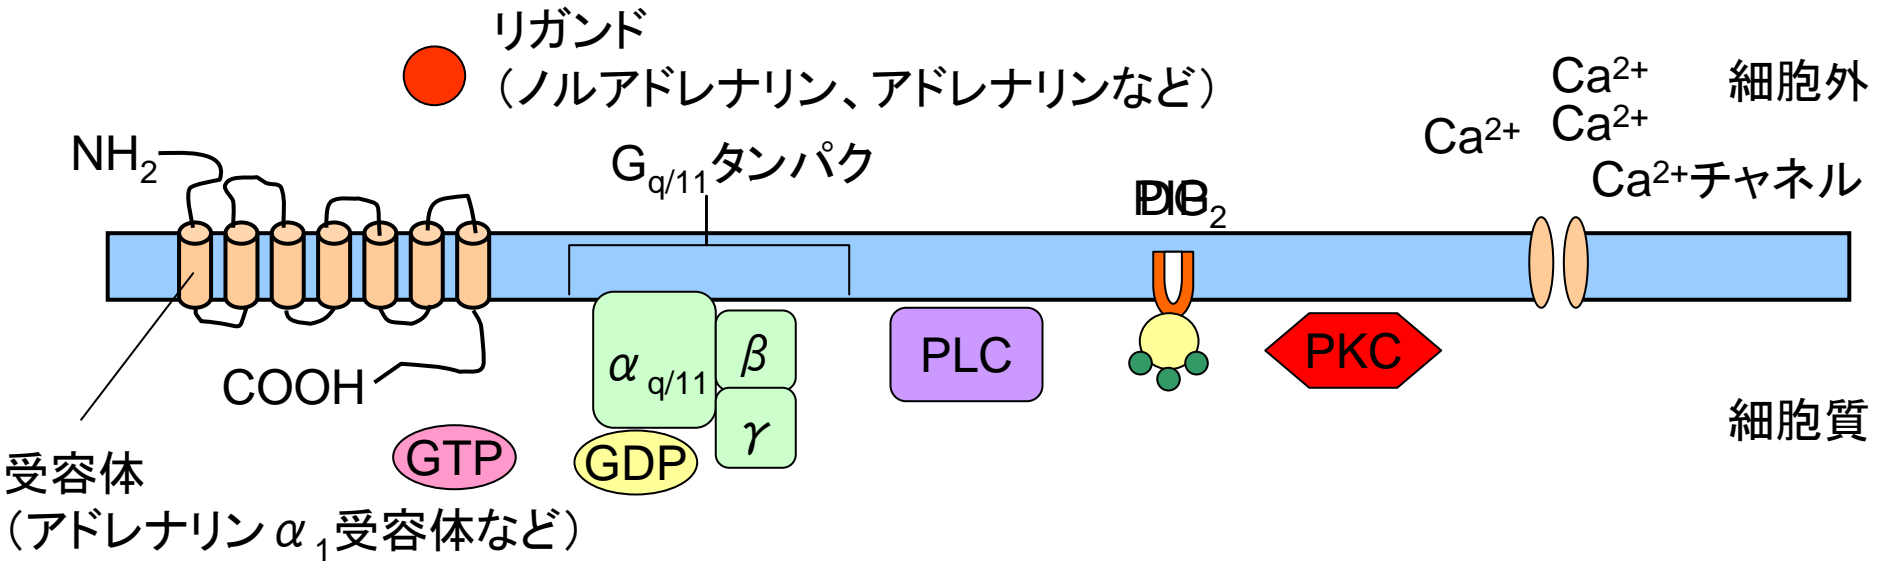 リガンド
（ノルアドレナリン、アドレナリンなど）
Ca²⁺
細胞外
Ca²⁺
Ca²⁺
NH₂
G_q/11タンパク
Ca²⁺チャネル
α q/11
β
γ
PLC
PKC
COOH
GTP
GDP
細胞質
受容体
（アドレナリンα₁受容体など）